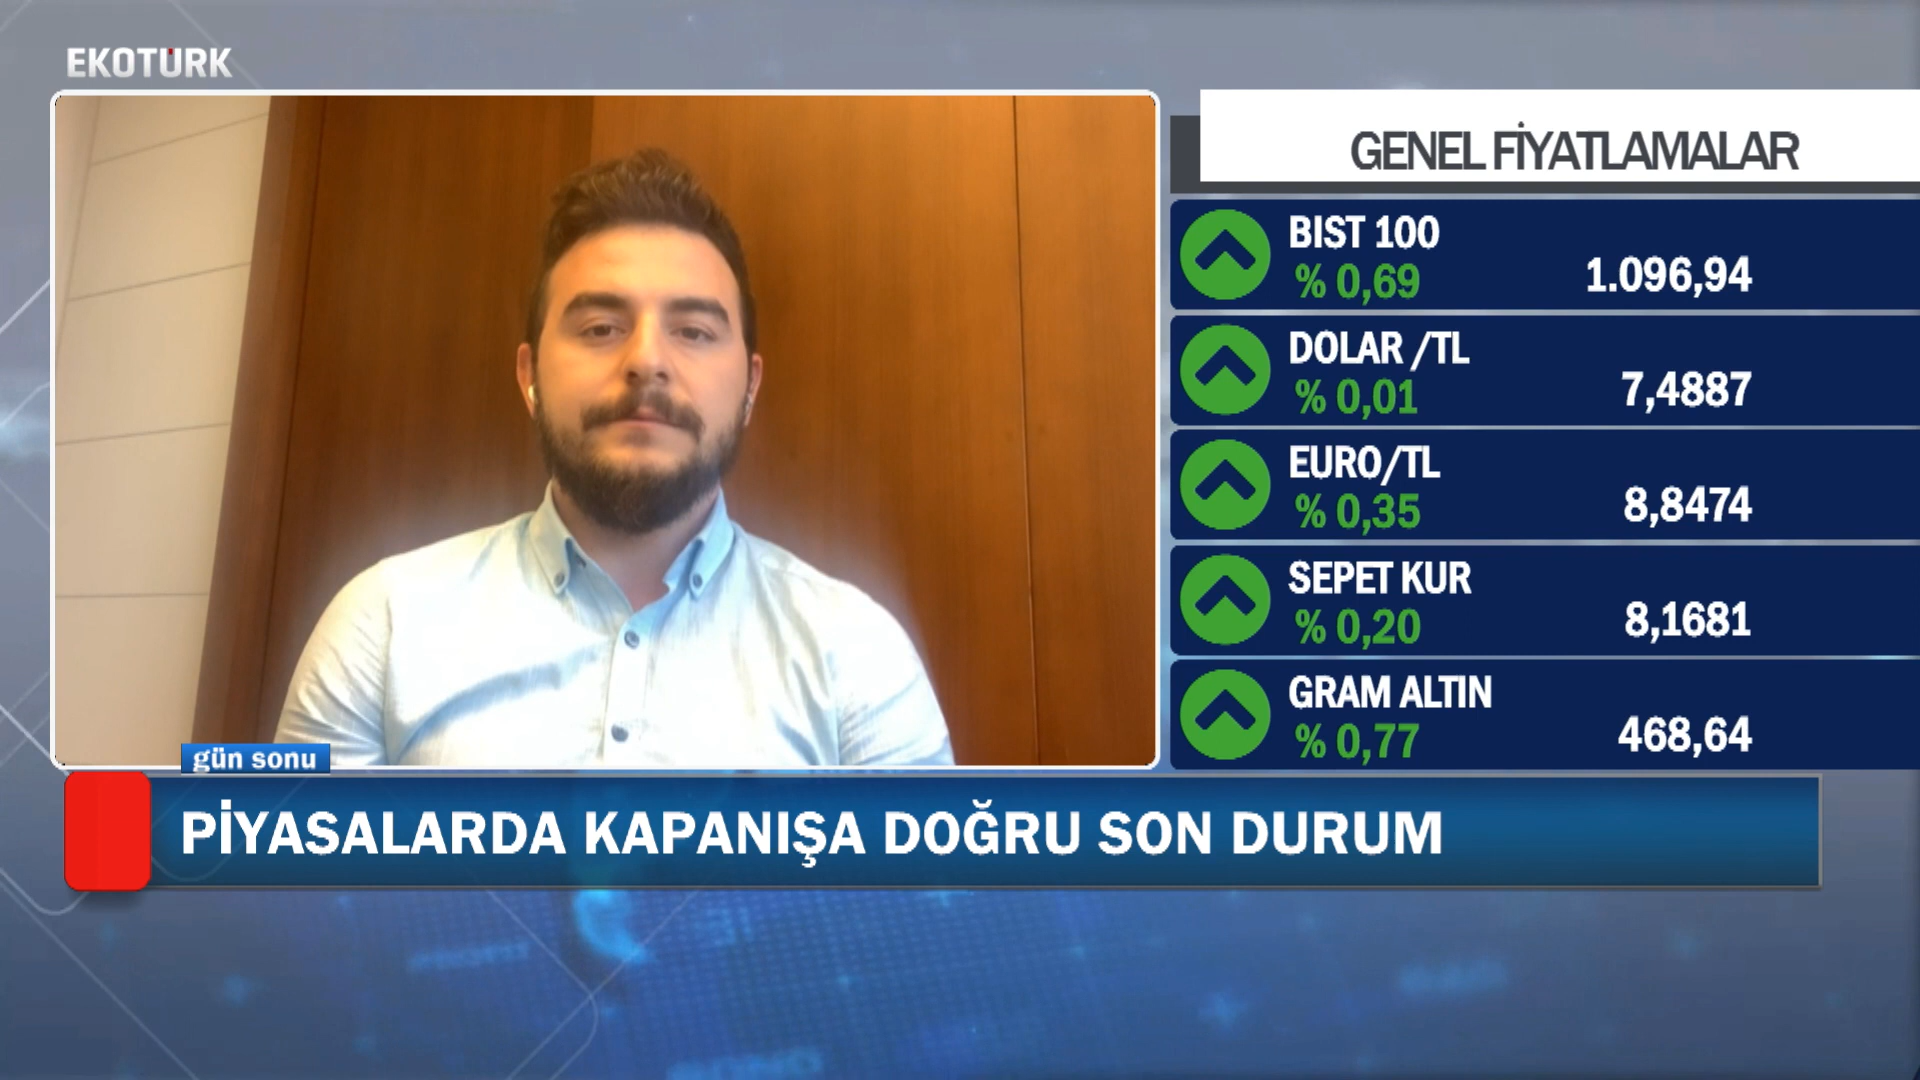 EKOTÜRK
GENEL FİYATLAMALAR
BIST 100
% 0,69
1.096,94
DOLAR /TL
% 0,01
7,4887
EURO/TL
% 0,35
8,8474
SEPET KUR
% 0,20
8,1681
GRAM ALTIN
% 0,77
468,64
gün sonu
PİYASALARDA KAPANIŞA DOĞRU SON DURUM